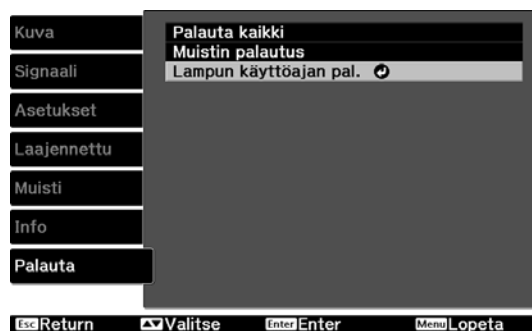 Kuva
Signaali
Asetukset
Laajennettu
Muisti
Info
Palauta
Palauta kaikki
Muistin palautus
Lampun käyttöajan pal.
Esc Return Valitse Enter Enter Menu Lopeta